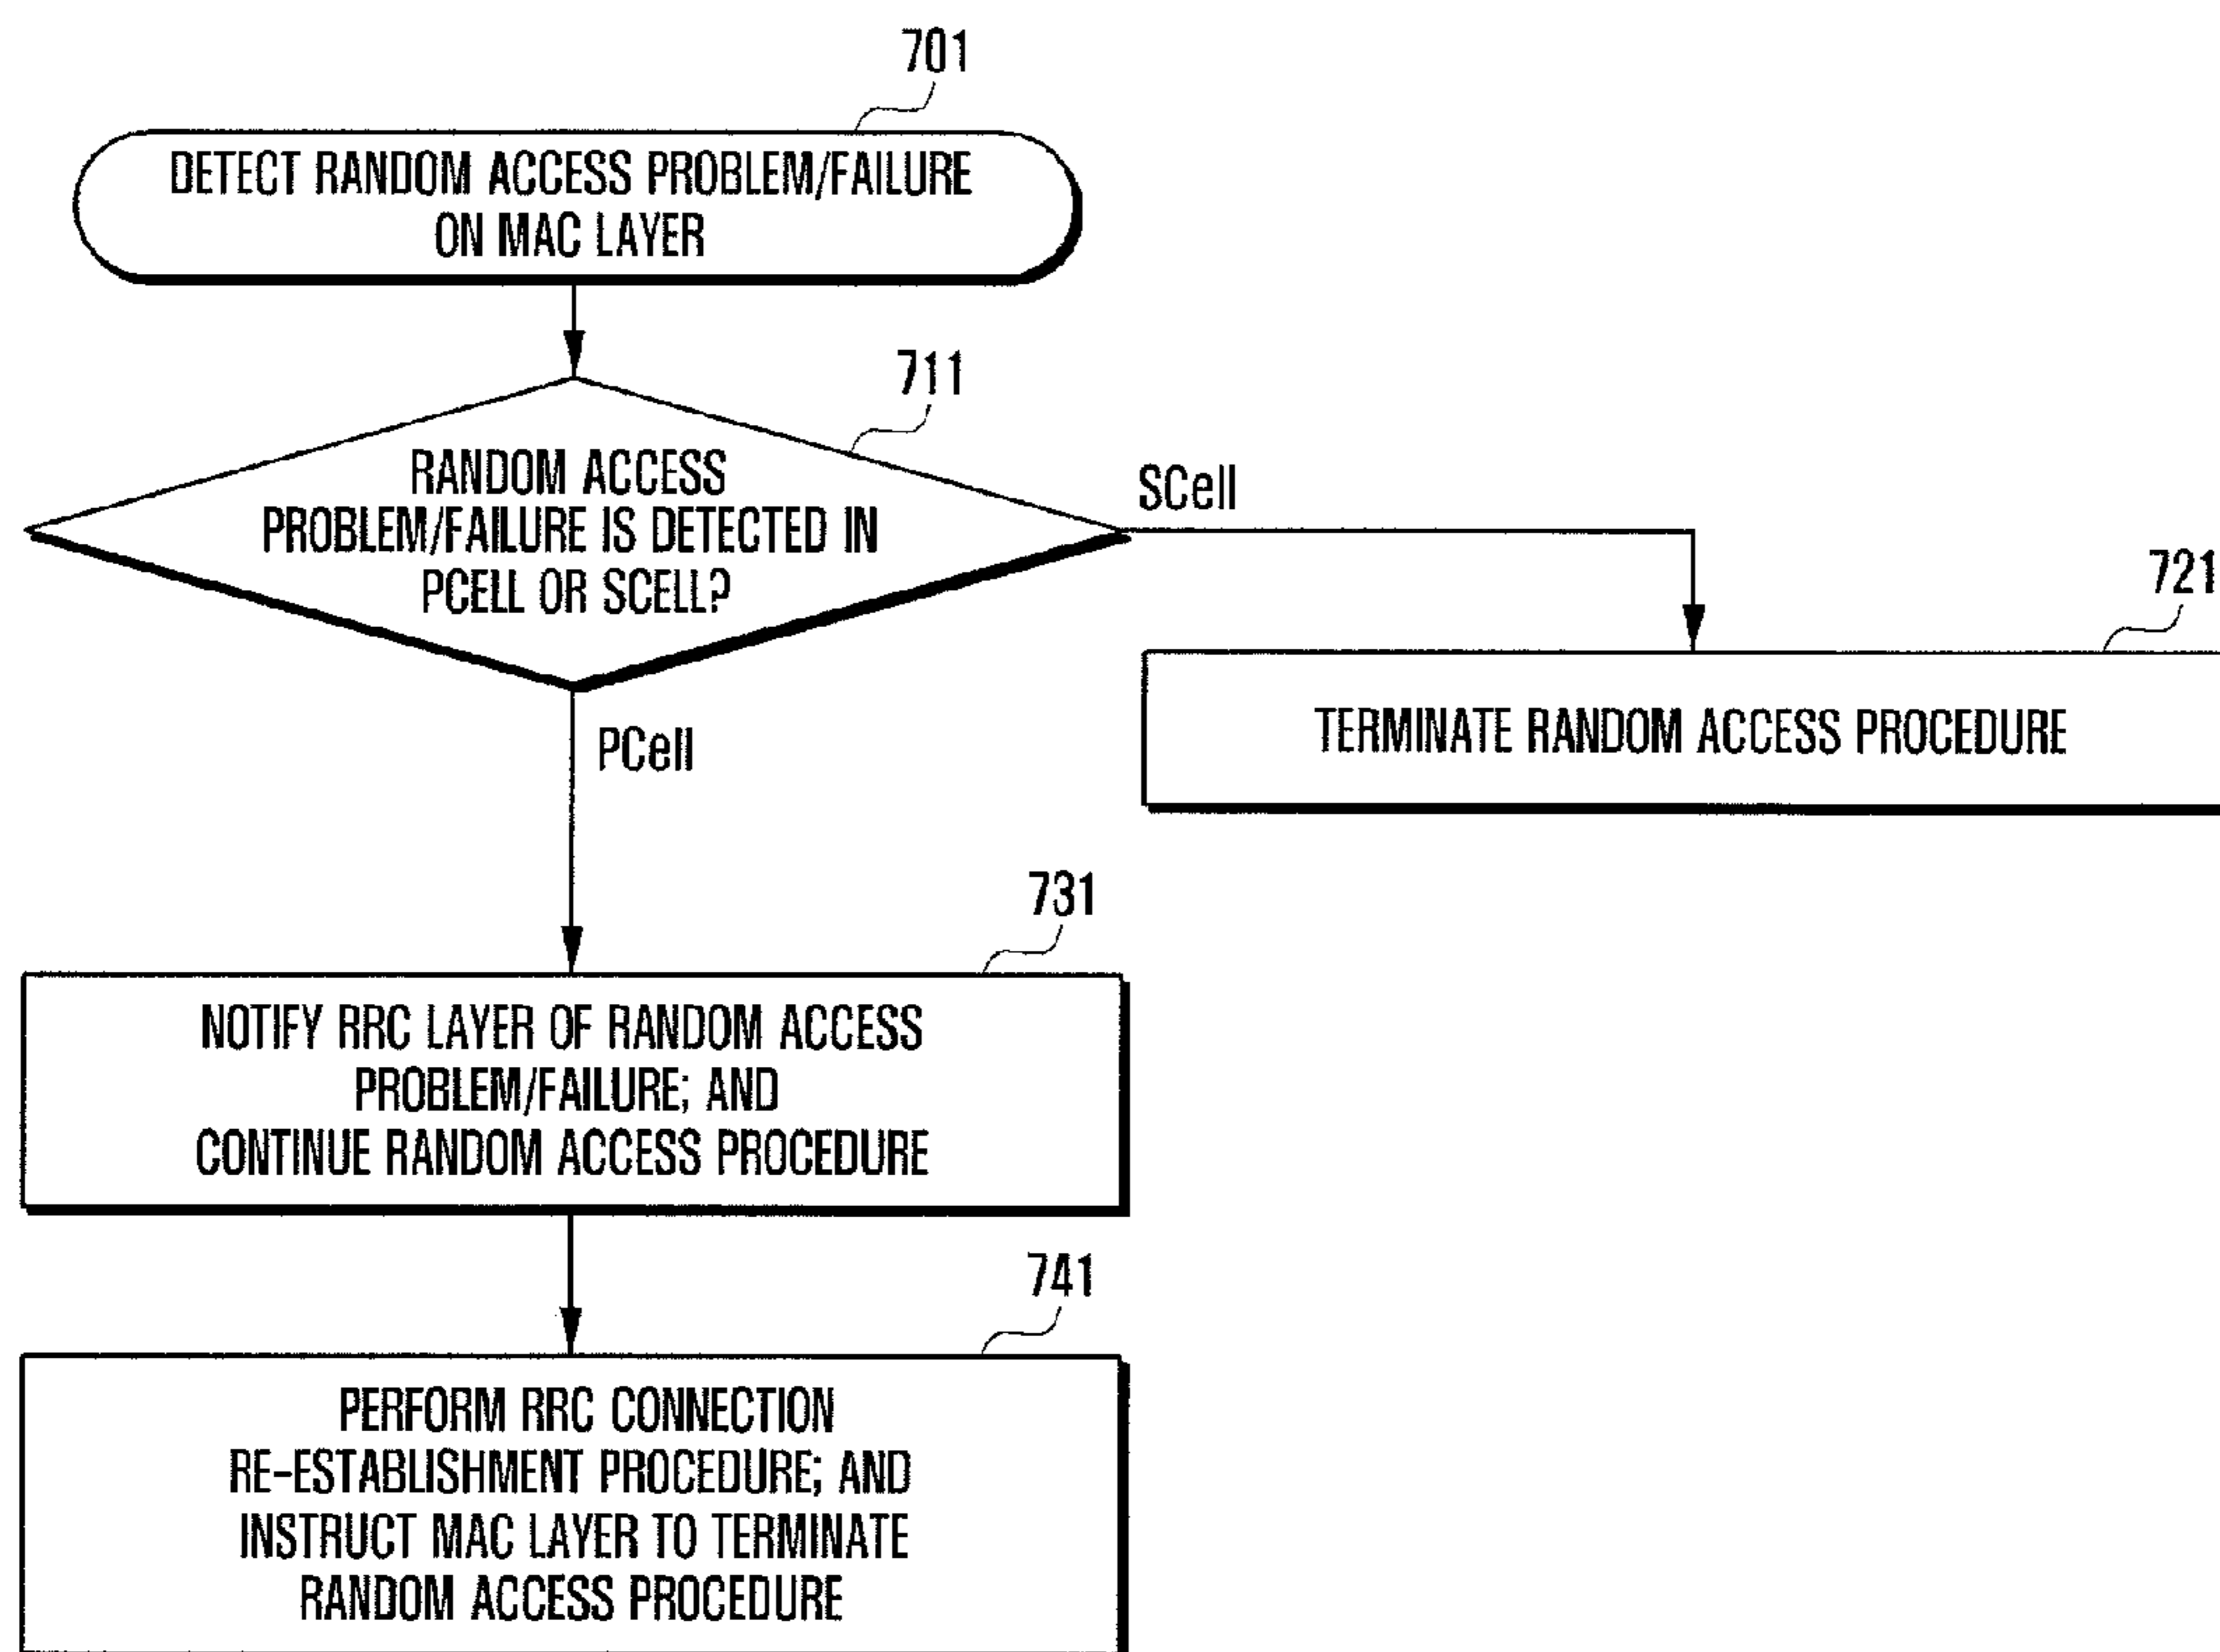 701
DETECT RANDOM ACCESS PROBLEM/FAILURE
ON MAC LAYER
711
RANDOM ACCESS
PROBLEM/FAILURE IS DETECTED IN
PCELL OR SCELL?
SCell
721
TERMINATE RANDOM ACCESS PROCEDURE
PCell
731
NOTIFY RRC LAYER OF RANDOM ACCESS
PROBLEM/FAILURE; AND
CONTINUE RANDOM ACCESS PROCEDURE
741
PERFORM RRC CONNECTION
RE-ESTABLISHMENT PROCEDURE; AND
INSTRUCT MAC LAYER TO TERMINATE
RANDOM ACCESS PROCEDURE